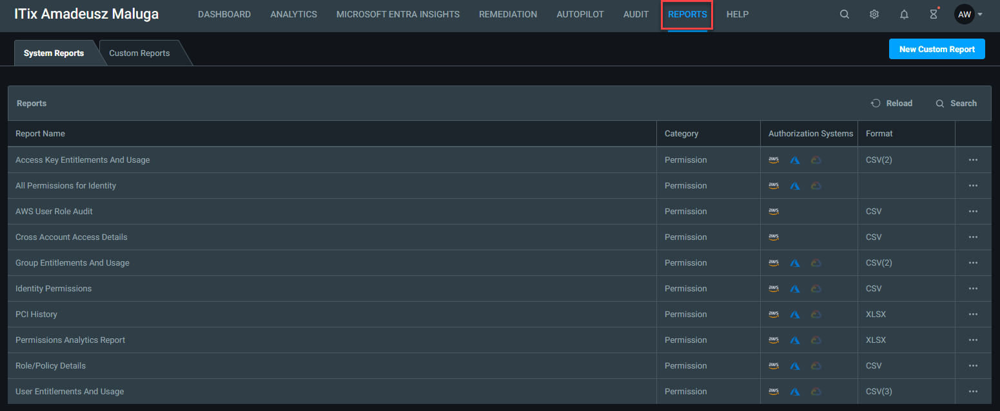 ITix Amadeusz Maluga DASHBOARD ANALYTICS MICROSOFT ENTRA INSIGHTS REMEDIATION AUTOPILOT AUDIT REPORTS HELP AW
System Reports Custom Reports New Custom Report
Reports Reload Search
Report Name Category Authorization Systems Format
Access Key Entitlements And Usage Permission aws CSV(2)
All Permissions for Identity Permission aws
AWS User Role Audit Permission aws CSV
Cross Account Access Details Permission aws CSV
Group Entitlements And Usage Permission aws CSV(2)
Identity Permissions Permission aws CSV
PCI History Permission aws XLSX
Permissions Analytics Report Permission aws XLSX
Role/Policy Details Permission aws CSV
User Entitlements And Usage Permission aws CSV(3)